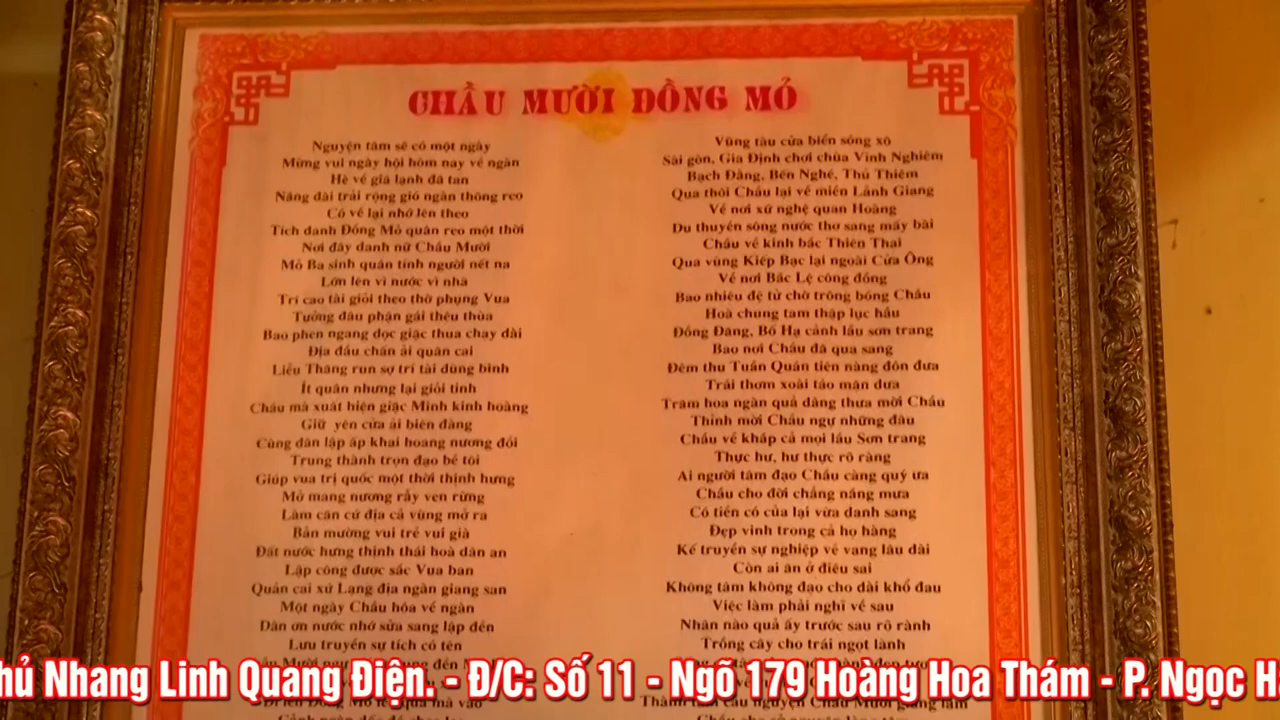 CHẦU MƯỜI ĐỒNG MỎ
Nguyện tâm sẽ có một ngày
Mừng vui ngày hội hôm nay về ngàn
Hè về giá lạnh đã tan
Nắng dài trải rộng gió ngàn thông reo
Có về lại nhớ lên theo
Tích danh Đồng Mỏ quân reo một thời
Nơi đây danh nữ Chầu Mười
Mỏ Ba sinh quán tính người nết na
Lớn lên vì nước vì nhà
Trí cao tài giỏi theo thờ phụng Vua
Tưởng đâu phận gái thêu thùa
Bao phen ngang dọc giặc thua chạy dài
Địa đầu chấn ải quan cai
Liễu Thăng run sợ trí tài dùng binh
Ít quân nhưng lại giỏi tinh
Chầu mà xuất hiện giặc Minh kinh hoàng
Giữ yên cửa ải biên đăng
Cùng dân lập ấp khai hoang nương đồi
Trung thành trọn đạo bề tôi
Giúp vua trị quốc một thời thịnh hưng
Mở mang nương rẫy ven rừng
Làm căn cứ địa cả vùng mở ra
Bản mường vui trẻ vui già
Đất nước hưng thịnh thái hoà dân an
Lập công được sắc Vua ban
Quản cai xứ Lạng địa ngàn giang san
Một ngày Chầu hóa về ngàn
Dân ơn nước nhớ sửa sang lập đền
Lưu truyền sự tích có tên
Vũng tàu cửa biển sóng xô
Sài gòn, Gia Định chơi chùa Vĩnh Nghiêm
Bạch Đằng, Bến Nghé, Thủ Thiêm
Qua thôi Chầu lại về miền Lảnh Giang
Về nơi xứ nghệ quan Hoàng
Du thuyền sông nước thơ sang mấy bài
Chầu về kinh bắc Thiên Thai
Qua vùng Kiếp Bạc lại ngoài Cửa Ông
Về nơi Bắc Lệ công đồng
Bao nhiêu đệ tử chờ trông bóng Chầu
Hoà chung tam thập lục hầu
Đồng Đăng, Bố Hạ cảnh lầu sơn trang
Bao nơi Chầu đã qua sang
Đêm thu Tuần Quán tiên nàng đón đưa
Trái thơm xoài táo mận dưa
Trăm hoa ngàn quả dâng thưa mời Chầu
Thỉnh mời Chầu ngự những đâu
Chầu về khắp cả mọi lầu Sơn trang
Thực hư, hư thực rõ ràng
Ai người tâm đạo Chầu càng quý ưa
Chầu cho đời chẳng nắng mưa
Có tiền có của lại vừa danh sang
Đẹp vinh trong cả họ hàng
Kế truyền sự nghiệp vẻ vang lâu dài
Còn ai ăn ở điêu sai
Không tâm không đạo cho dài khổ đau
Việc làm phải nghĩ về sau
Nhân nào quả ấy trước sau rõ rành
Trồng cây cho trái ngọt lành
hủ Nhang Linh Quang Điện. - Đ/C: Số 11 - Ngõ 179 Hoàng Hoa Thám - P. Ngọc H